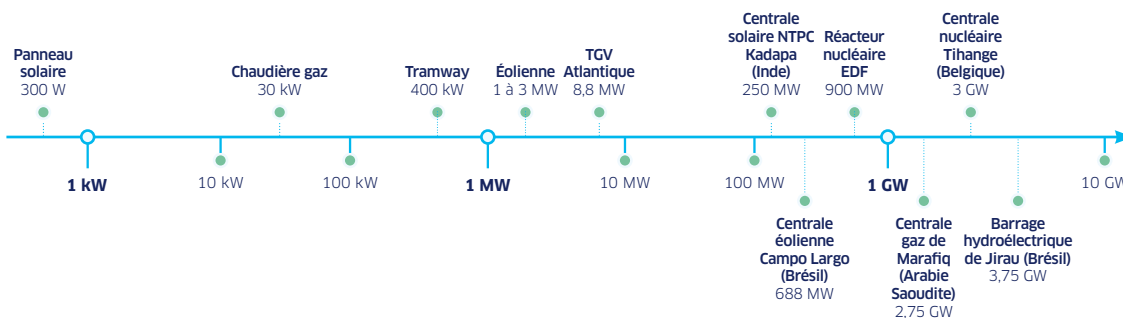 Panneau
solaire
300 W
Chaudière gaz
30 kW
Tramway
400 kW
Éolienne
1 à 3 MW
TGV
Atlantique
8,8 MW
Centrale
solaire NTPC
Kadapa
(Inde)
250 MW
Réacteur
nucléaire
EDF
900 MW
Centrale
nucléaire
Tihange
(Belgique)
3 GW
1 kW
10 kW
100 kW
1 MW
10 MW
100 MW
1 GW
10 GW
Centrale
éolienne
Campo Largo
(Brésil)
688 MW
Centrale
gaz de
Marafiq
(Arabie
Saoudite)
2,75 GW
Barrage
hydroélectrique
de Jirau (Brésil)
3,75 GW